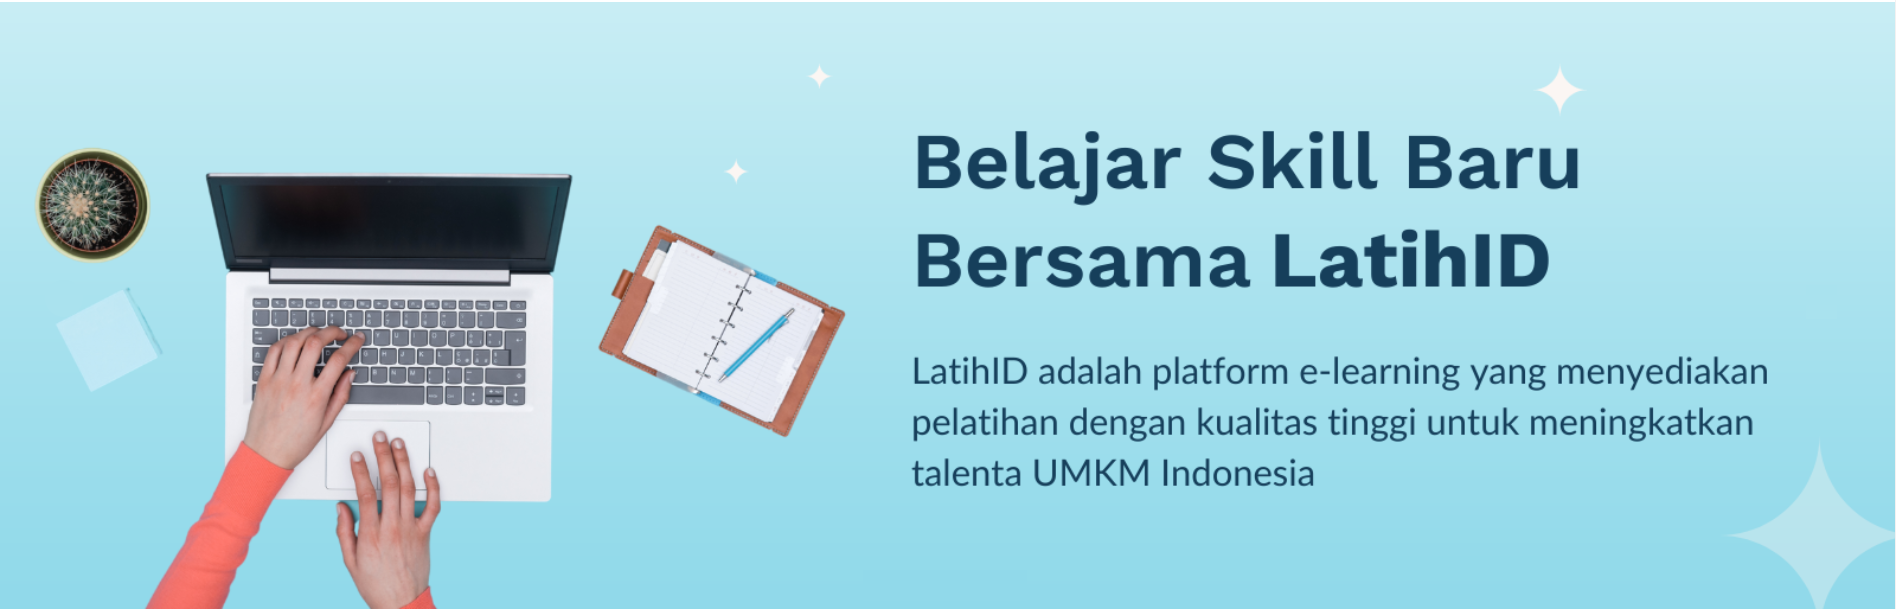 Belajar Skill Baru
Bersama LatihID
LatihID adalah platform e-learning yang menyediakan
pelatihan dengan kualitas tinggi untuk meningkatkan
talenta UMKM Indonesia